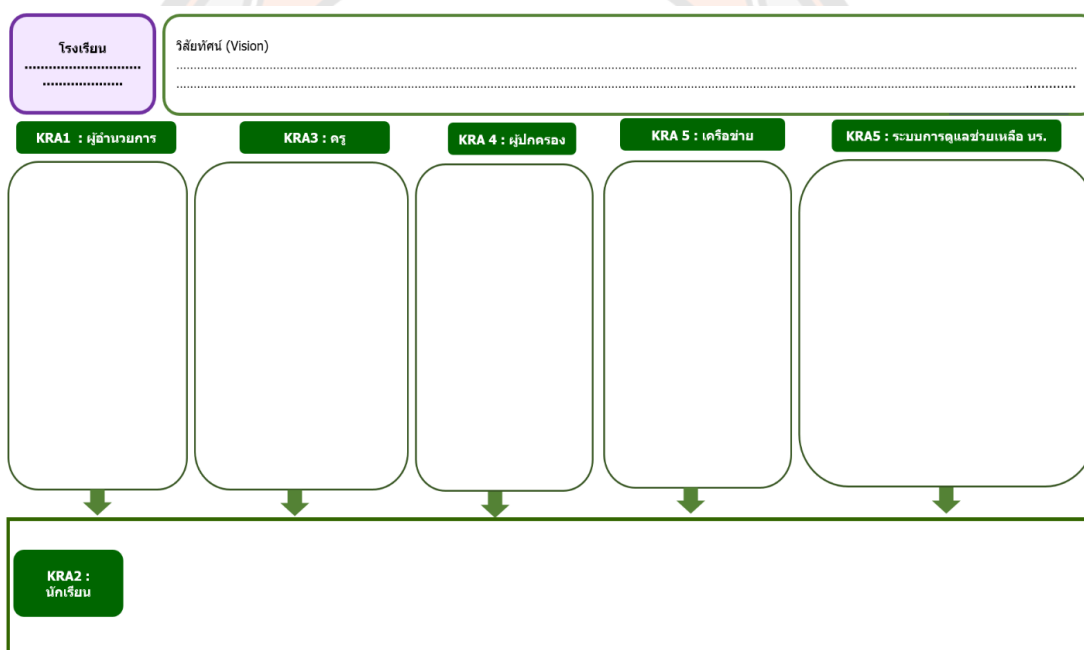 โรงเรียน
.............................
....................
วิสัยทัศน์ (Vision)
KRA1 : ผู้อำนวยการ
KRA3 : ครู
KRA 4 : ผู้ปกครอง
KRA 5 : เครือข่าย
KRA5 : ระบบการดูแลช่วยเหลือ นร.
KRA2 :
นักเรียน